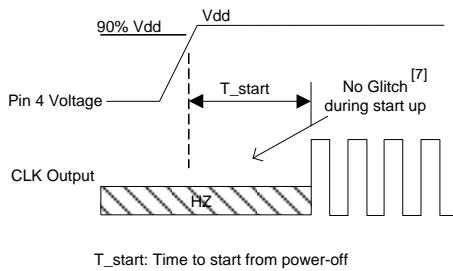 Vdd
90% Vdd
T_start
No Glitch [7]
during start up
Pin 4 Voltage
CLK Output
HZ
T_start: Time to start from power-off